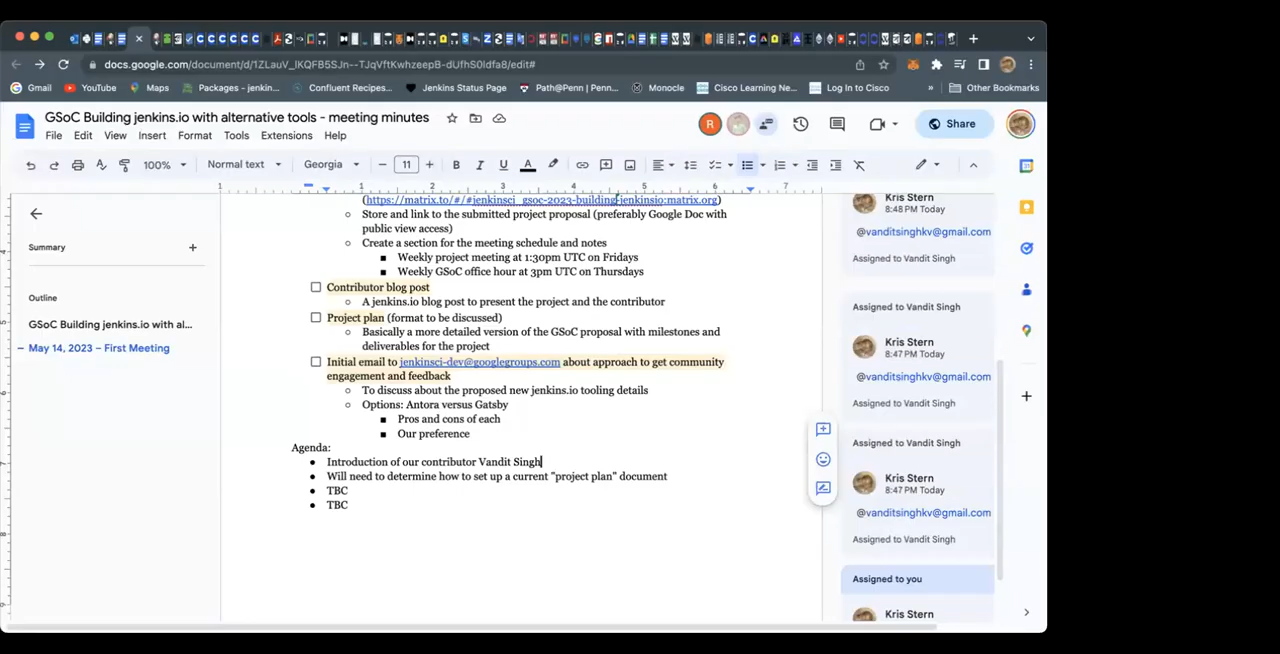 docs.google.com/document/d/1ZLauV_lKQFB5SJn--TJqVftKwhzeepB-dUfhS0Idfa8/edit#
Gmail YouTube Maps Packages - jenkin... Confluent Recipes... Jenkins Status Page Path@Penn | Penn... Monocle Cisco Learning Ne... Log In to Cisco » Other Bookmarks
GSoC Building jenkins.io with alternative tools - meeting minutes
File Edit View Insert Format Tools Extensions Help
R
Share
100% Normal text Georgia 11 B I U A
1 1 2 3 4 5 6 7
Summary
Outline
GSoC Building jenkins.io with al...
May 14, 2023 – First Meeting
(https://matrix.to/#/#jenkinsci_gsoc-2023-building-jenkinsio:matrix.org)
Store and link to the submitted project proposal (preferably Google Doc with
public view access)
Create a section for the meeting schedule and notes
Weekly project meeting at 1:30pm UTC on Fridays
Weekly GSoC office hour at 3pm UTC on Thursdays
Contributor blog post
A jenkins.io blog post to present the project and the contributor
Project plan (format to be discussed)
Basically a more detailed version of the GSoC proposal with milestones and
deliverables for the project
Initial email to jenkinsci-dev@googlegroups.com about approach to get community
engagement and feedback
To discuss about the proposed new jenkins.io tooling details
Options: Antora versus Gatsby
Pros and cons of each
Our preference
Agenda:
Introduction of our contributor Vandit Singh
Will need to determine how to set up a current "project plan" document
TBC
TBC
Kris Stern
8:48 PM Today
@vanditsinghkv@gmail.com
Assigned to Vandit Singh
Assigned to Vandit Singh
Kris Stern
8:47 PM Today
@vanditsinghkv@gmail.com
Assigned to Vandit Singh
Assigned to Vandit Singh
Kris Stern
8:47 PM Today
@vanditsinghkv@gmail.com
Assigned to Vandit Singh
Assigned to you
Kris Stern